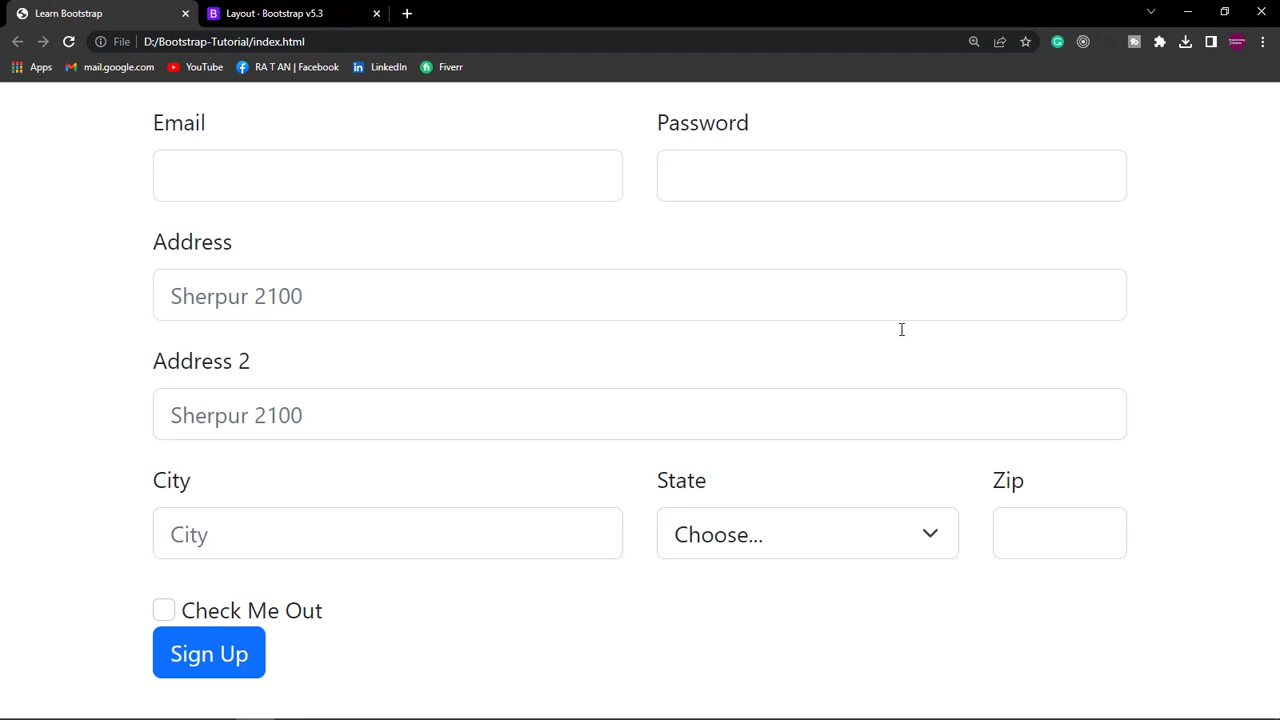 Learn Bootstrap
B Layout · Bootstrap v5.3
File D:/Bootstrap-Tutorial/index.html
Apps mail.google.com YouTube RA T AN | Facebook LinkedIn Fiverr
Email Password
Address
Sherpur 2100
Address 2
Sherpur 2100
City State Zip
City Choose...
Check Me Out
Sign Up